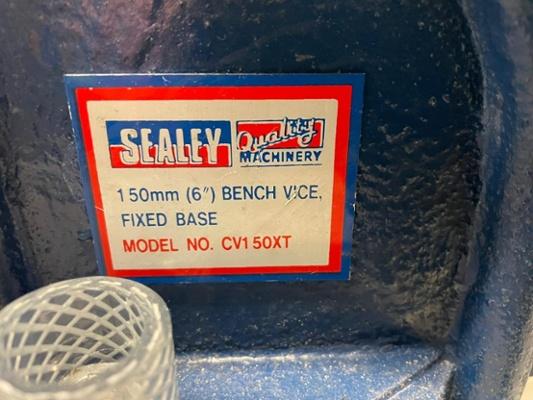 SEALEY Quality
MACHINERY
150mm (6″) BENCH VICE,
FIXED BASE
MODEL NO. CV150XT